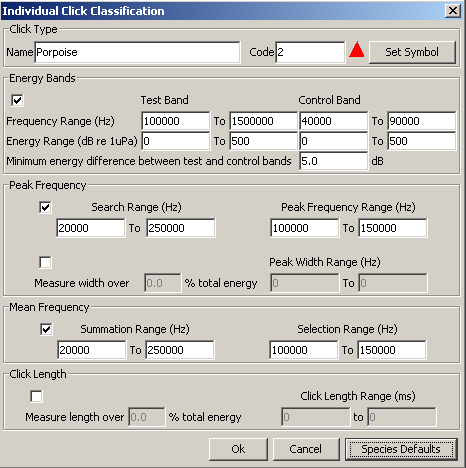 Individual Click Classification
Click Type
Name Porpoise Code 2 Set Symbol
Energy Bands
Test Band Control Band
Frequency Range (Hz) 100000 To 1500000 40000 To 90000
Energy Range (dB re 1uPa) 0 To 500 0 To 500
Minimum energy difference between test and control bands 5.0 dB
Peak Frequency
Search Range (Hz) Peak Frequency Range (Hz)
20000 To 250000 100000 To 150000
Peak Width Range (Hz)
Measure width over 0.0 % total energy 0 To 0
Mean Frequency
Summation Range (Hz) Selection Range (Hz)
20000 To 250000 100000 To 150000
Click Length
Click Length Range (ms)
Measure length over 0.0 % total energy 0 to 0
Ok Cancel Species Defaults